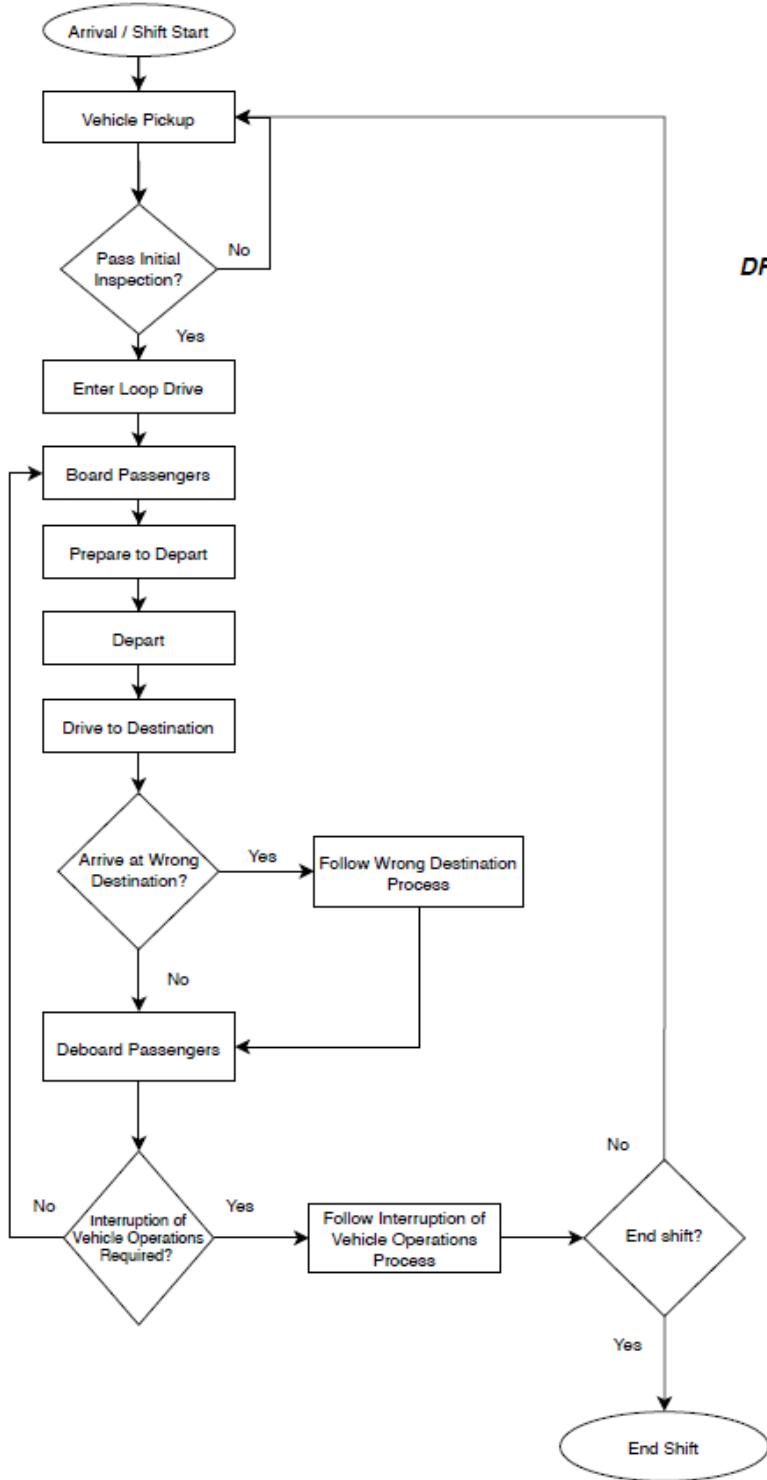 Arrival / Shift Start
Vehicle Pickup
Pass Initial
Inspection?
No
Yes
Enter Loop Drive
Board Passengers
Prepare to Depart
Depart
Drive to Destination
Arrive at Wrong
Destination?
Yes
Follow Wrong Destination
Process
No
Deboard Passengers
No
Interruption of
Vehicle Operations
Required?
Yes
Follow Interruption of
Vehicle Operations
Process
No
End shift?
Yes
End Shift